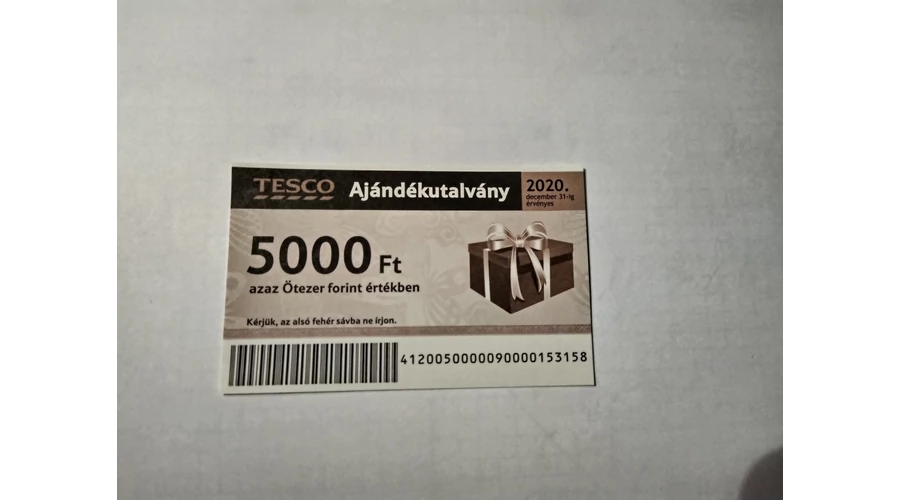 TESCO
Ajándékutalvány
2020.
december 31-ig
érvényes
5000 Ft
azaz Ötezer forint értékben
Kérjük, az alsó fehér sávba ne írjon.
4120050000090000153158